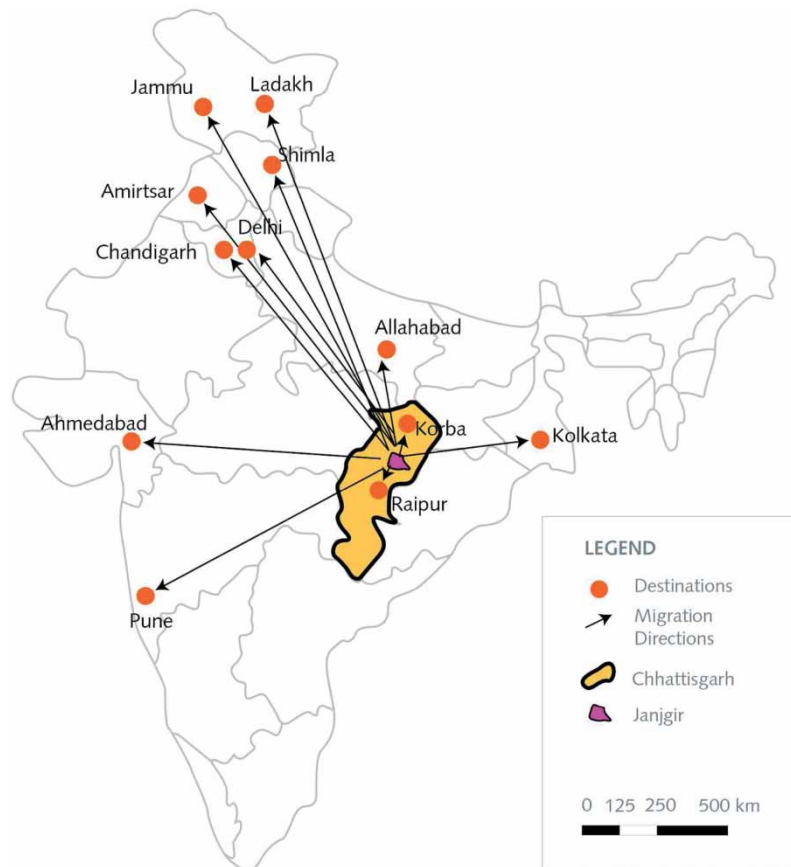 Jammu
Ladakh
Shimla
Amirtsar
Delhi
Chandigarh
Allahabad
Ahmedabad
Korba
Kolkata
Raipur
Pune
LEGEND
Destinations
Migration
Directions
Chhattisgarh
Janjgir
0 125 250 500 km